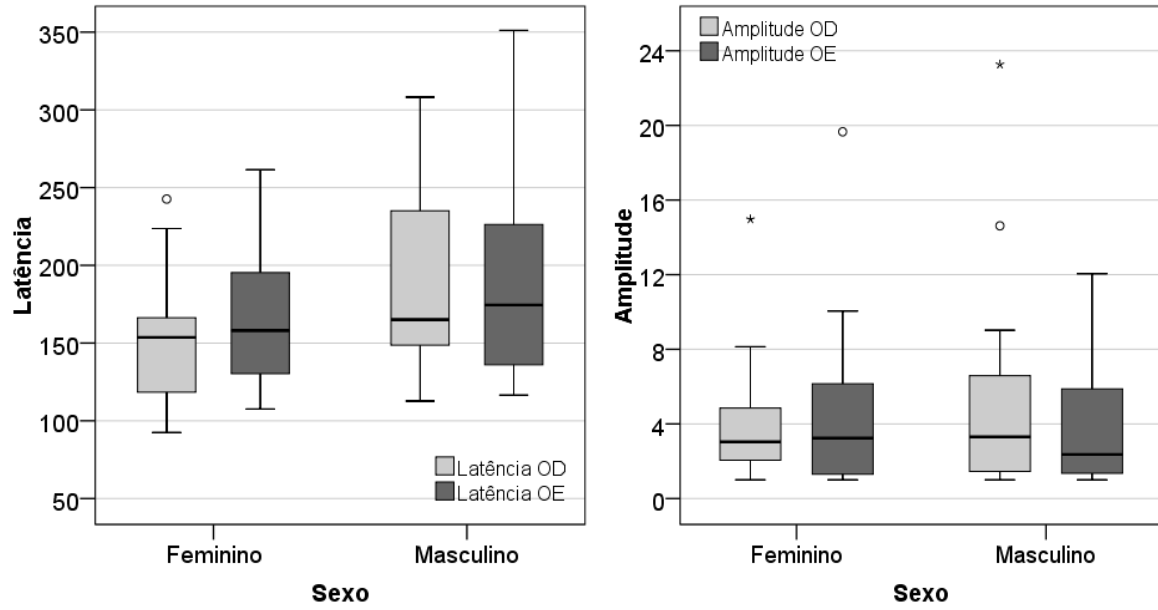 350
300
250
200
150
100
50
Latência
Latência OD
Latência OE
Feminino
Masculino
Sexo
Amplitude OD
Amplitude OE
24
20
16
12
8
4
0
Amplitude
Feminino
Masculino
Sexo